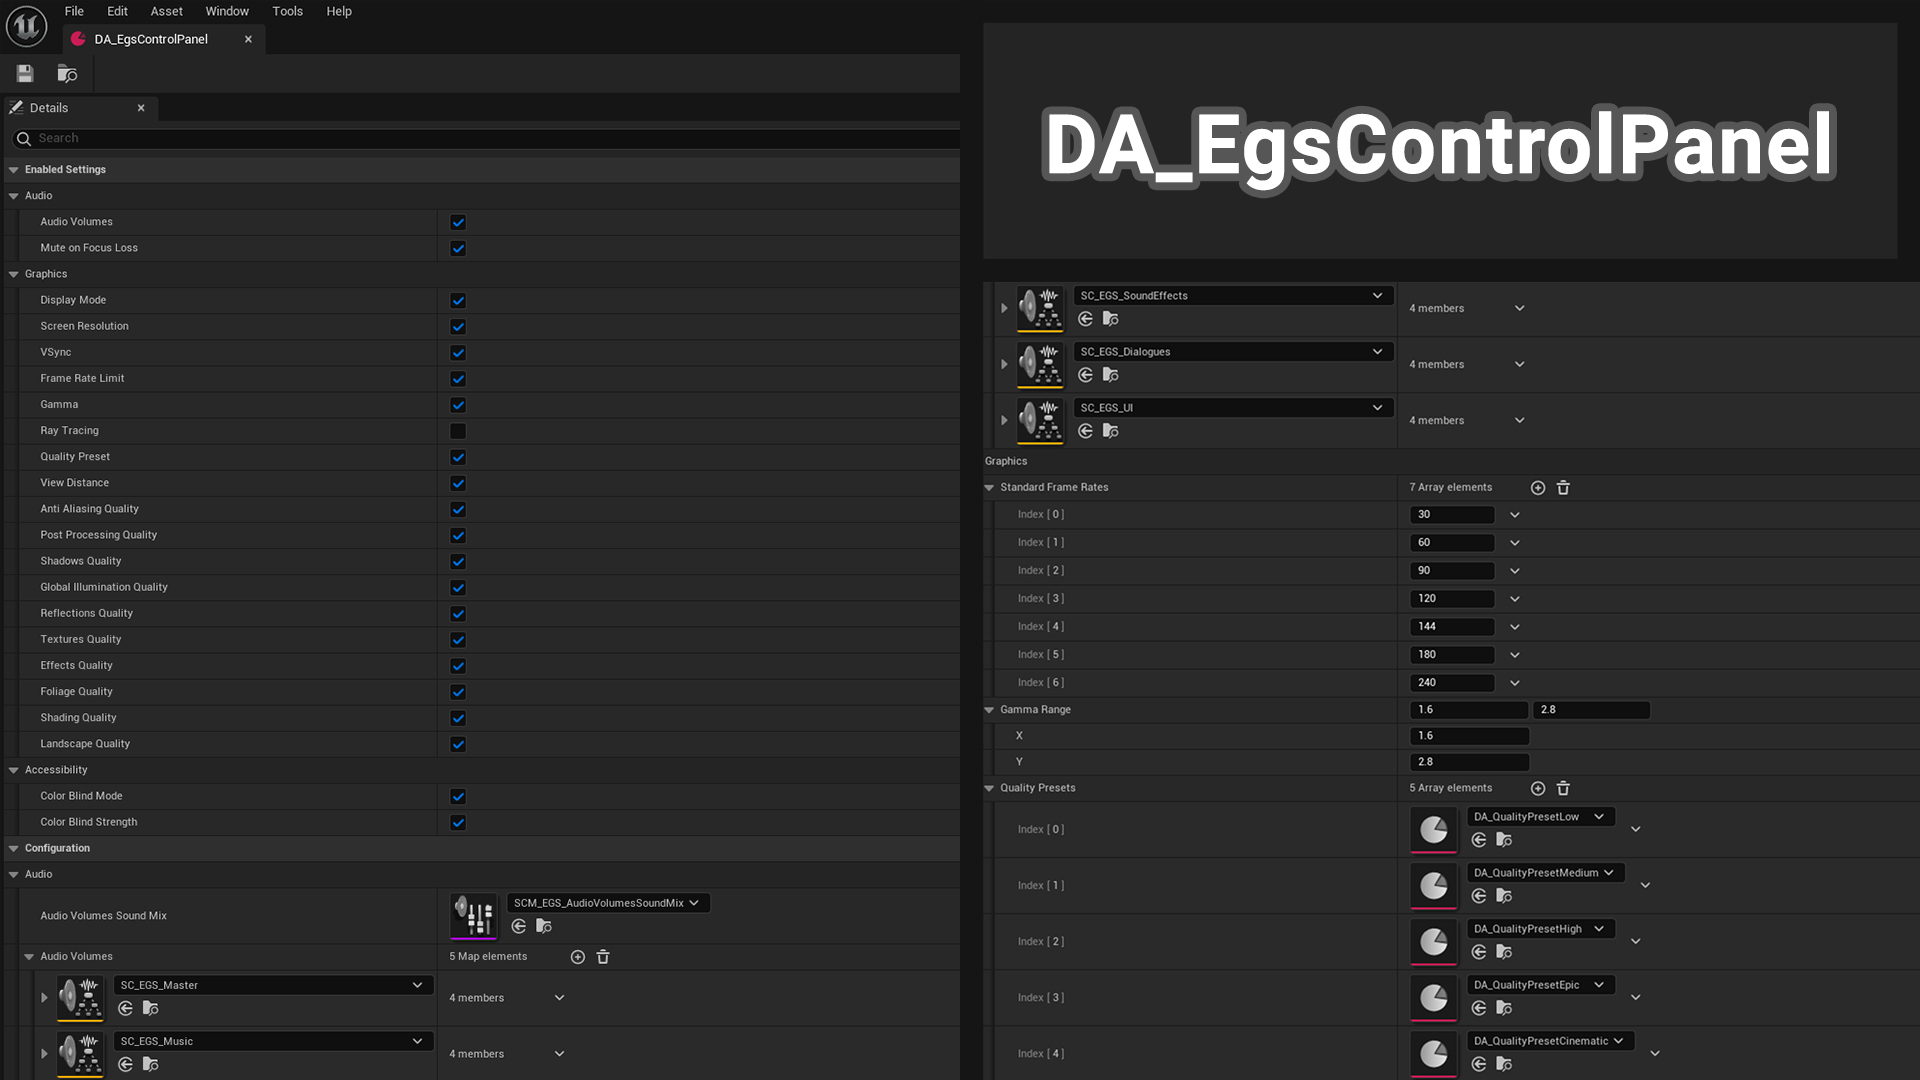 File Edit Asset Window Tools Help
DA_EgsControlPanel
Details
Search
Enabled Settings
Audio
Audio Volumes
Mute on Focus Loss
Graphics
Display Mode
Screen Resolution
VSync
Frame Rate Limit
Gamma
Ray Tracing
Quality Preset
View Distance
Anti Aliasing Quality
Post Processing Quality
Shadows Quality
Global Illumination Quality
Reflections Quality
Textures Quality
Effects Quality
Foliage Quality
Shading Quality
Landscape Quality
Accessibility
Color Blind Mode
Color Blind Strength
Configuration
Audio
Audio Volumes Sound Mix SCM_EGS_AudioVolumesSoundMix
Audio Volumes 5 Map elements
SC_EGS_Master 4 members
SC_EGS_Music 4 members
DA_EgsControlPanel
SC_EGS_SoundEffects 4 members
SC_EGS_Dialogues 4 members
SC_EGS_UI 4 members
Graphics
Standard Frame Rates 7 Array elements
Index [ 0 ] 30
Index [ 1 ] 60
Index [ 2 ] 90
Index [ 3 ] 120
Index [ 4 ] 144
Index [ 5 ] 180
Index [ 6 ] 240
Gamma Range 1.6 2.8
X 1.6
Y 2.8
Quality Presets 5 Array elements
Index [ 0 ] DA_QualityPresetLow
Index [ 1 ] DA_QualityPresetMedium
Index [ 2 ] DA_QualityPresetHigh
Index [ 3 ] DA_QualityPresetEpic
Index [ 4 ] DA_QualityPresetCinematic